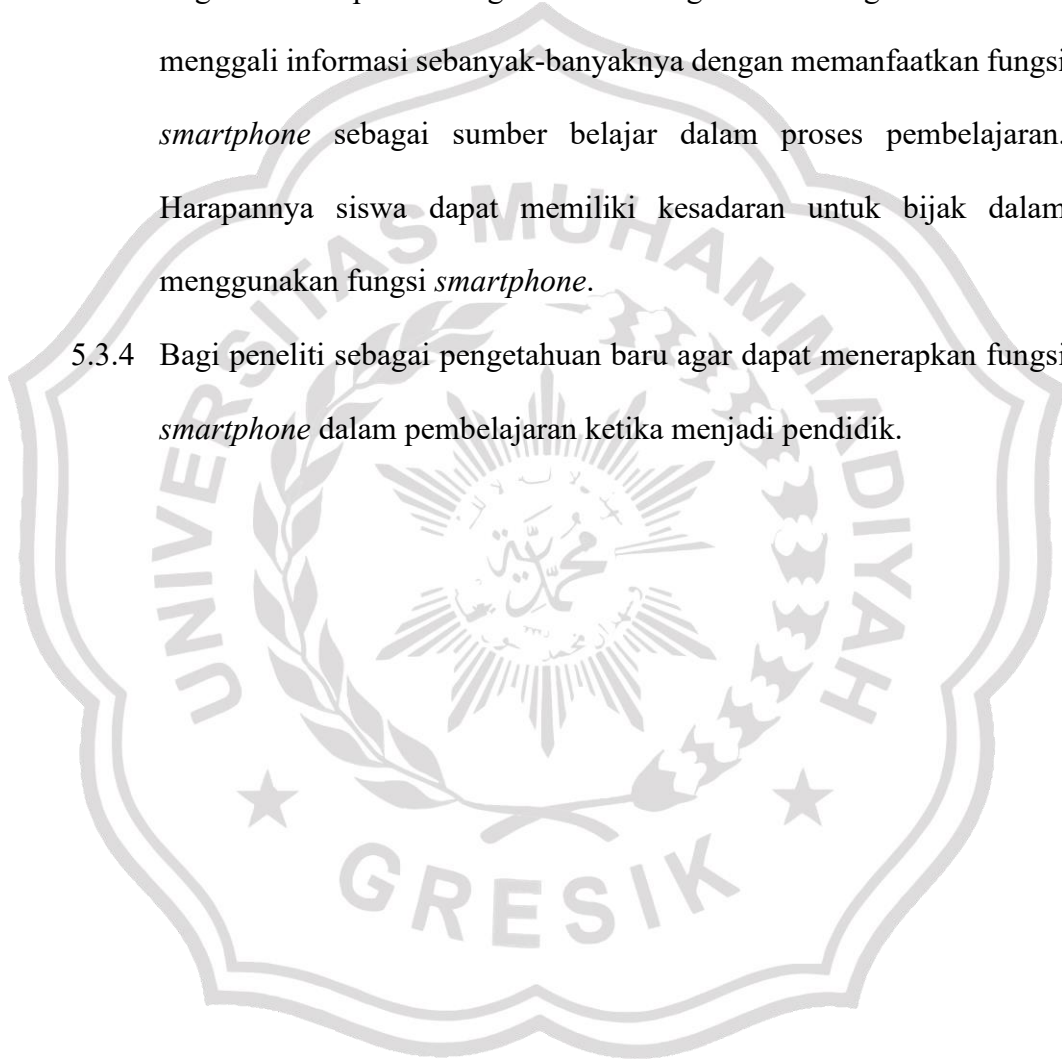 menggali informasi sebanyak-banyaknya dengan memanfaatkan fungsi
smartphone sebagai sumber belajar dalam proses pembelajaran.
Harapannya siswa dapat memiliki kesadaran untuk bijak dalam
menggunakan fungsi smartphone.
5.3.4 Bagi peneliti sebagai pengetahuan baru agar dapat menerapkan fungsi
smartphone dalam pembelajaran ketika menjadi pendidik.
UNIVERSITAS MUHAMMADIYAH
GRESIK